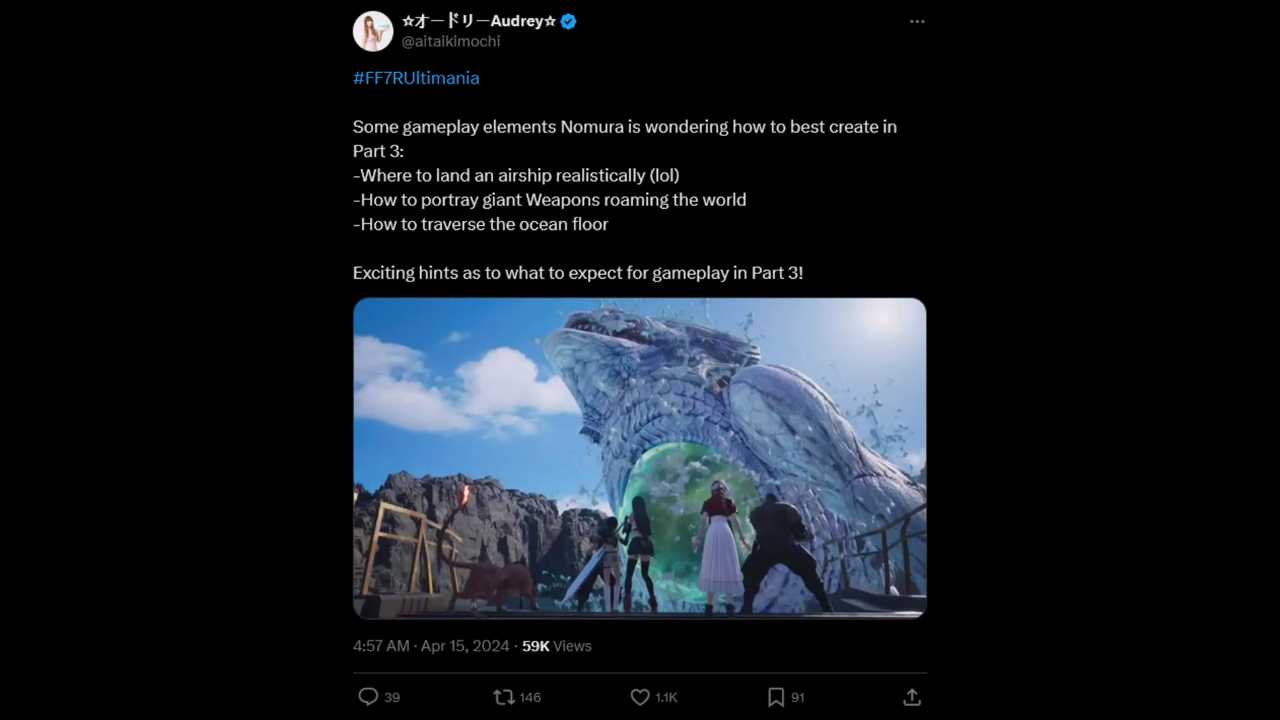 ☆オードリーAudrey☆
@aitaikimochi
#FF7RUltimania
Some gameplay elements Nomura is wondering how to best create in
Part 3:
-Where to land an airship realistically (lol)
-How to portray giant Weapons roaming the world
-How to traverse the ocean floor
Exciting hints as to what to expect for gameplay in Part 3!
4:57 AM · Apr 15, 2024 · 59K Views
39 146 1.1K 91